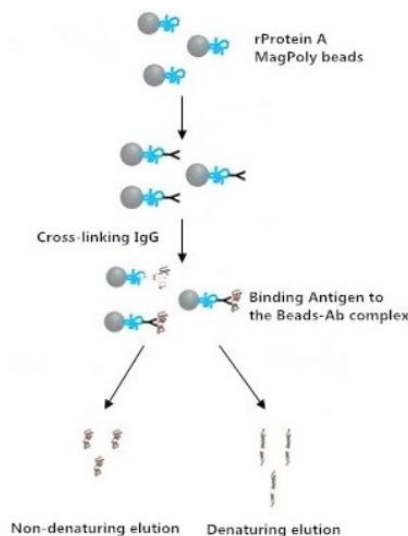 rProtein A
MagPoly beads
Cross-linking IgG
Binding Antigen to
the Beads-Ab complex
Non-denaturing elution
Denaturing elution